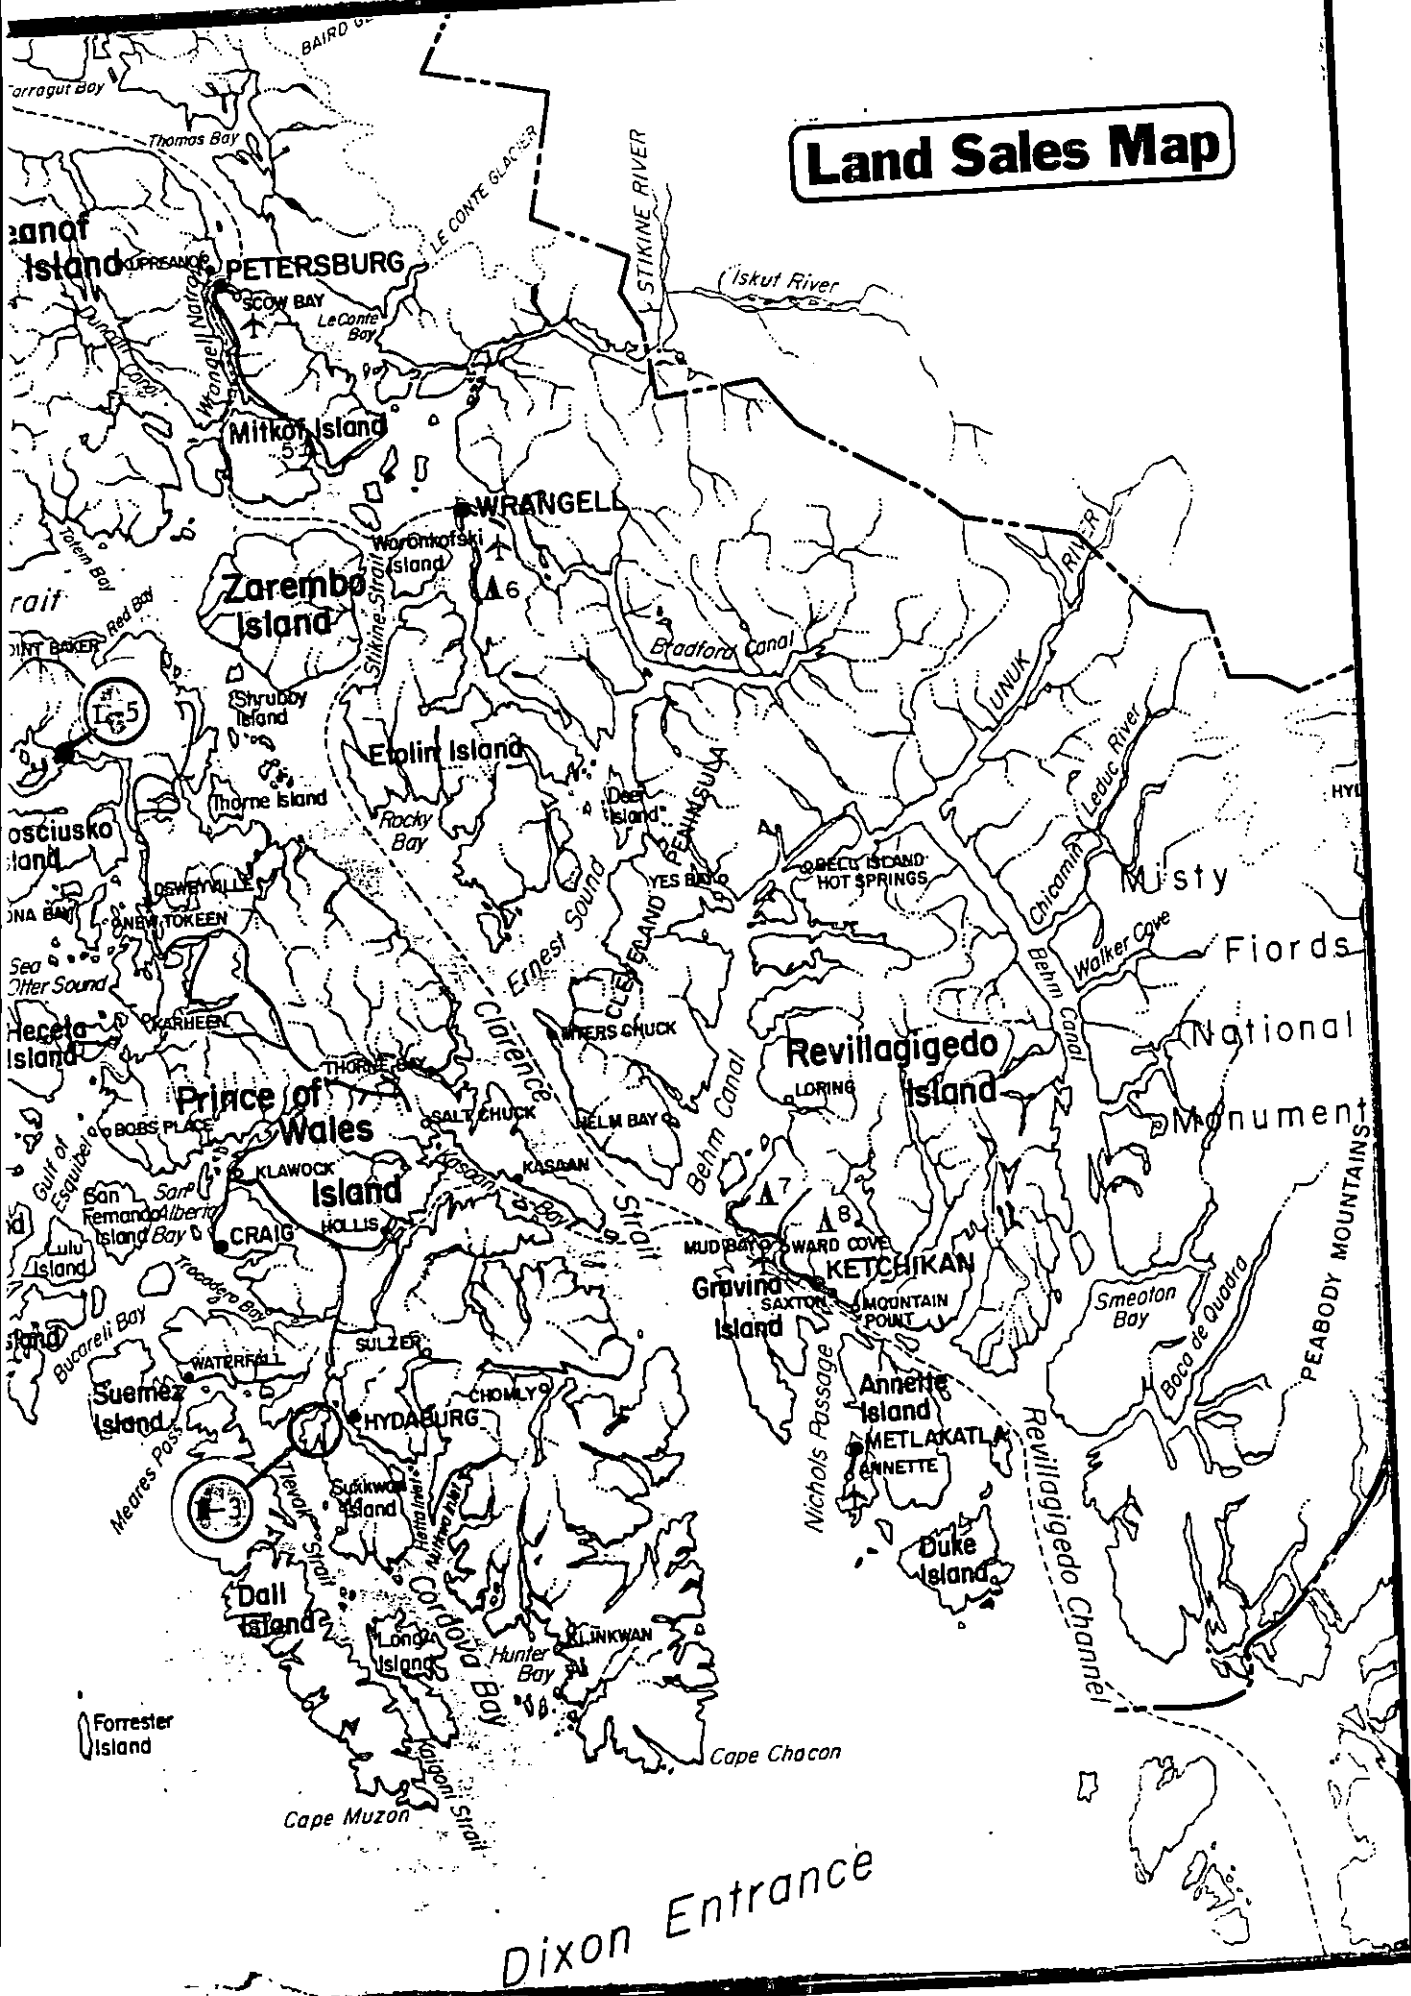 Land Sales Map
Thomas Bay
LE CONTE GLACIER
STIKINE RIVER
Iskut River
Island
KUPREANOF
PETERSBURG
SCOW BAY
LeConte
Bay
Duncan Canal
Mitkof Island
5
WRANGELL
Woronkofski
Island
6
Totem Bay
Red Bay
Zarembo
Island
Stikine Strait
Bradford Canal
UNUK
RIVER
Shrubby
Island
Etolin Island
Thorne Island
Rocky
Bay
Deer
Island
Leduc River
Chicamin
BELL ISLAND
HOT SPRINGS
YES BAY
CLEVELAND PENINSULA
Ernest Sound
NEW TOKEEN
Misty
Fiords
National
Monument
Walker Cove
Behm Canal
Sea
Otter Sound
Heceta
Island
KARHEEN
Clarence
Strait
MYERS CHUCK
Revillagigedo
Island
LORING
Behm Canal
THORNE BAY
Prince of
Wales
Island
SALT CHUCK
HELM BAY
BOBS PLACE
KLAWOCK
KASAAN
Kasaan Bay
Gulf of
Esquibel
San
Fernando
Island
San
Alberto
Bay
HOLLIS
CRAIG
Lulu
Island
7
8
MUD BAY
WARD COVE
KETCHIKAN
Gravina
Island
SAXTON
MOUNTAIN
POINT
Smeaton
Bay
Boca de Quadra
PEABODY MOUNTAINS
Trocadero Bay
Bucareli Bay
SULZER
WATERFALL
Suemez
Island
CHOMLY
HYDABURG
Nichols Passage
Annette
Island
METLAKATLA
ANNETTE
Revillagigedo Channel
Meares Pass
Tlevak Strait
Sukkwan
Island
Duke
Island
Dall
Island
Long
Island
Cordova Bay
Hunter
Bay
KLINKWAN
Forrester
Island
Cape Chacon
Cape Muzon
Kaigani Strait
Dixon Entrance